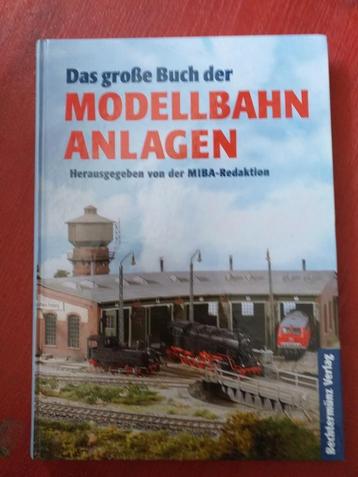 Das große Buch der
MODELLBAHN
ANLAGEN
Herausgegeben von der MIBA-Redaktion
Bechtermünz Verlag